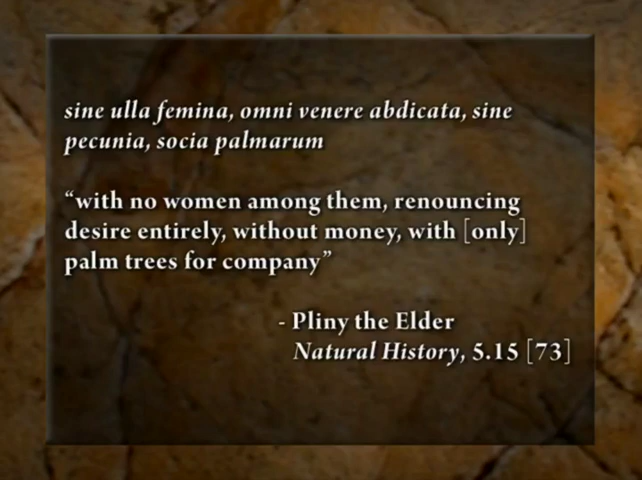 sine ulla femina, omni venere abdicata, sine
pecunia, socia palmarum
“with no women among them, renouncing
desire entirely, without money, with [only]
palm trees for company”
- Pliny the Elder
Natural History, 5.15 [73]